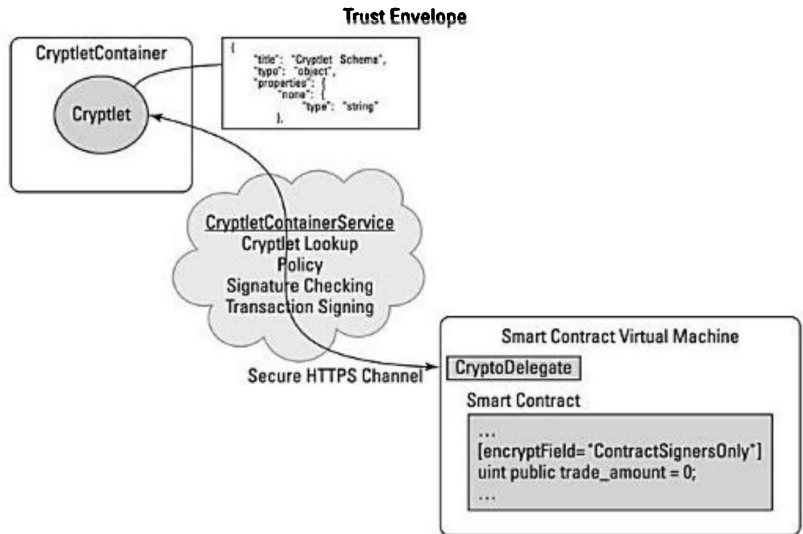 Trust Envelope
CryptletContainer
Cryptlet
{
"title": "Cryptlet Schema",
"type": "object",
"properties": {
"none": {
"type": "string"
},
CryptletContainerService
Cryptlet Lookup
Policy
Signature Checking
Transaction Signing
Secure HTTPS Channel
Smart Contract Virtual Machine
CryptoDelegate
Smart Contract
...
[encryptField="ContractSignersOnly"]
uint public trade_amount = 0;
...